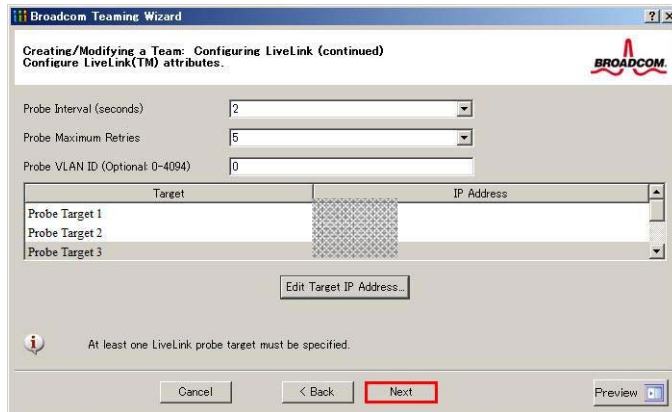 Broadcom Teaming Wizard
Creating/Modifying a Team: Configuring LiveLink (continued)
Configure LiveLink(TM) attributes.
BROADCOM.
Probe Interval (seconds) 2
Probe Maximum Retries 5
Probe VLAN ID (Optional: 0-4094) 0
Target IP Address
Probe Target 1
Probe Target 2
Probe Target 3
Edit Target IP Address...
At least one LiveLink probe target must be specified.
Cancel < Back Next Preview